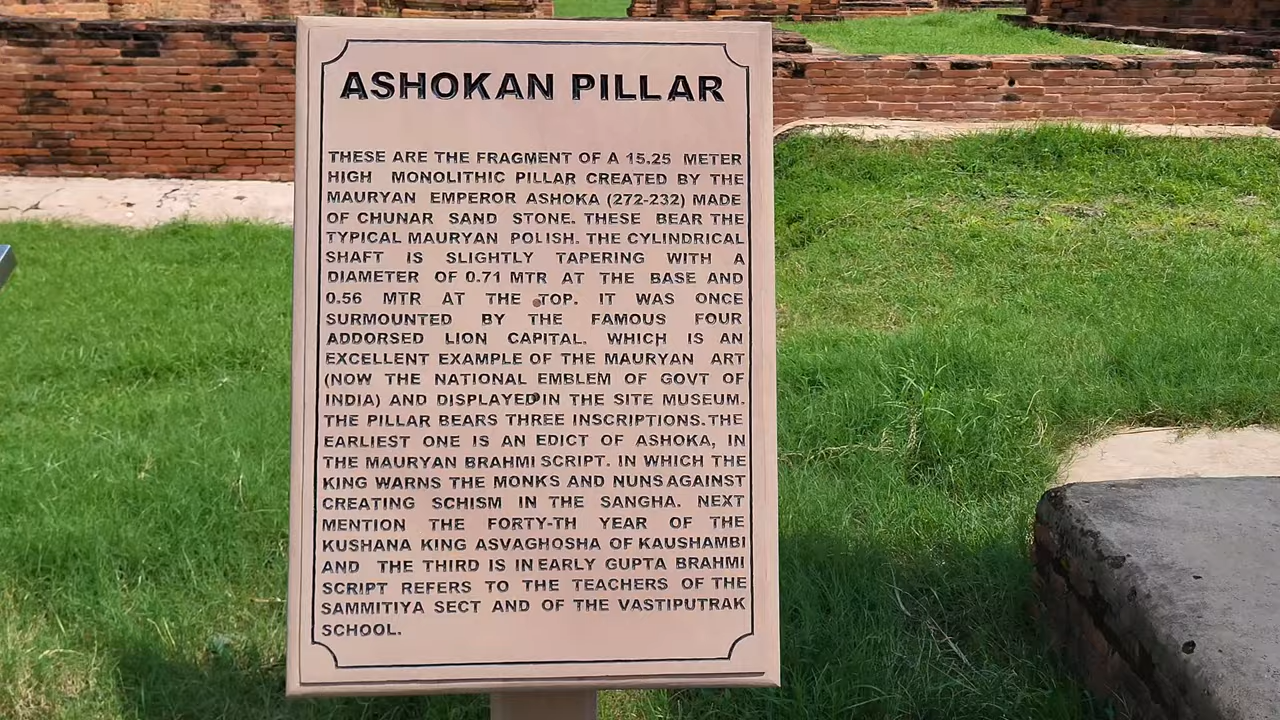 ASHOKAN PILLAR
THESE ARE THE FRAGMENT OF A 15.25 METER
HIGH MONOLITHIC PILLAR CREATED BY THE
MAURYAN EMPEROR ASHOKA (272-232) MADE
OF CHUNAR SAND STONE. THESE BEAR THE
TYPICAL MAURYAN POLISH. THE CYLINDRICAL
SHAFT IS SLIGHTLY TAPERING WITH A
DIAMETER OF 0.71 MTR AT THE BASE AND
0.56 MTR AT THE TOP. IT WAS ONCE
SURMOUNTED BY THE FAMOUS FOUR
ADDORSED LION CAPITAL. WHICH IS AN
EXCELLENT EXAMPLE OF THE MAURYAN ART
(NOW THE NATIONAL EMBLEM OF GOVT OF
INDIA) AND DISPLAYED IN THE SITE MUSEUM.
THE PILLAR BEARS THREE INSCRIPTIONS. THE
EARLIEST ONE IS AN EDICT OF ASHOKA, IN
THE MAURYAN BRAHMI SCRIPT. IN WHICH THE
KING WARNS THE MONKS AND NUNS AGAINST
CREATING SCHISM IN THE SANGHA. NEXT
MENTION THE FORTY-TH YEAR OF THE
KUSHANA KING ASVAGHOSHA OF KAUSHAMBI
AND THE THIRD IS IN EARLY GUPTA BRAHMI
SCRIPT REFERS TO THE TEACHERS OF THE
SAMMITIYA SECT AND OF THE VASTIPUTRAK
SCHOOL.